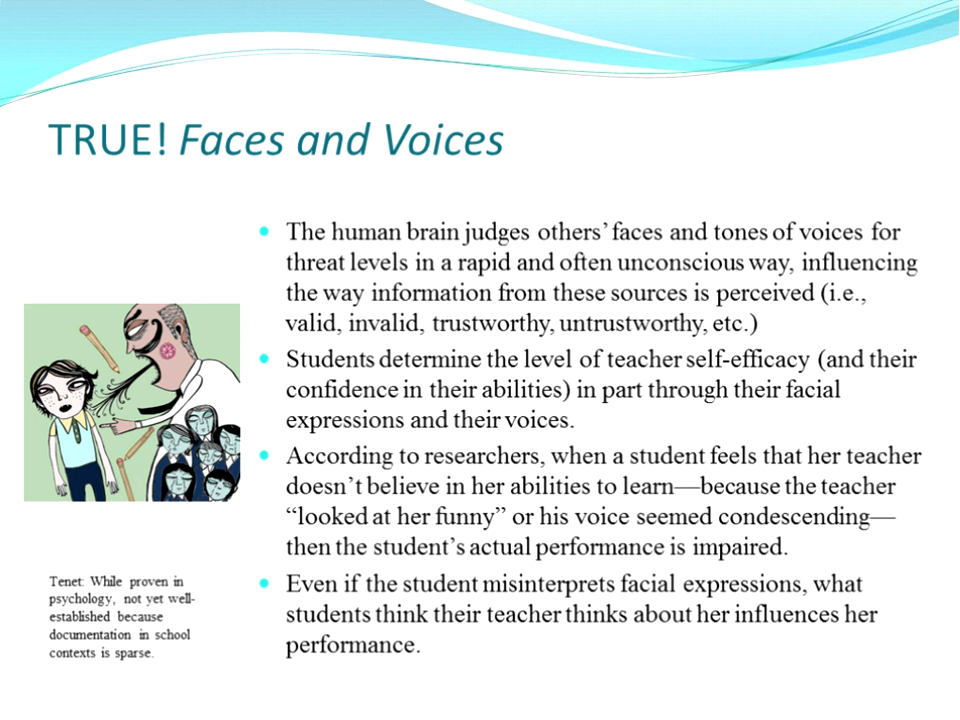 TRUE! Faces and Voices
The human brain judges others' faces and tones of voices for
threat levels in a rapid and often unconscious way, influencing
the way information from these sources is perceived (i.e.,
valid, invalid, trustworthy, untrustworthy, etc.)
Students determine the level of teacher self-efficacy (and their
confidence in their abilities) in part through their facial
expressions and their voices.
According to researchers, when a student feels that her teacher
doesn't believe in her abilities to learn—because the teacher
“looked at her funny” or his voice seemed condescending—
then the student's actual performance is impaired.
Even if the student misinterprets facial expressions, what
students think their teacher thinks about her influences her
performance.
Tenet: While proven in
psychology, not yet well-
established because
documentation in school
contexts is sparse.